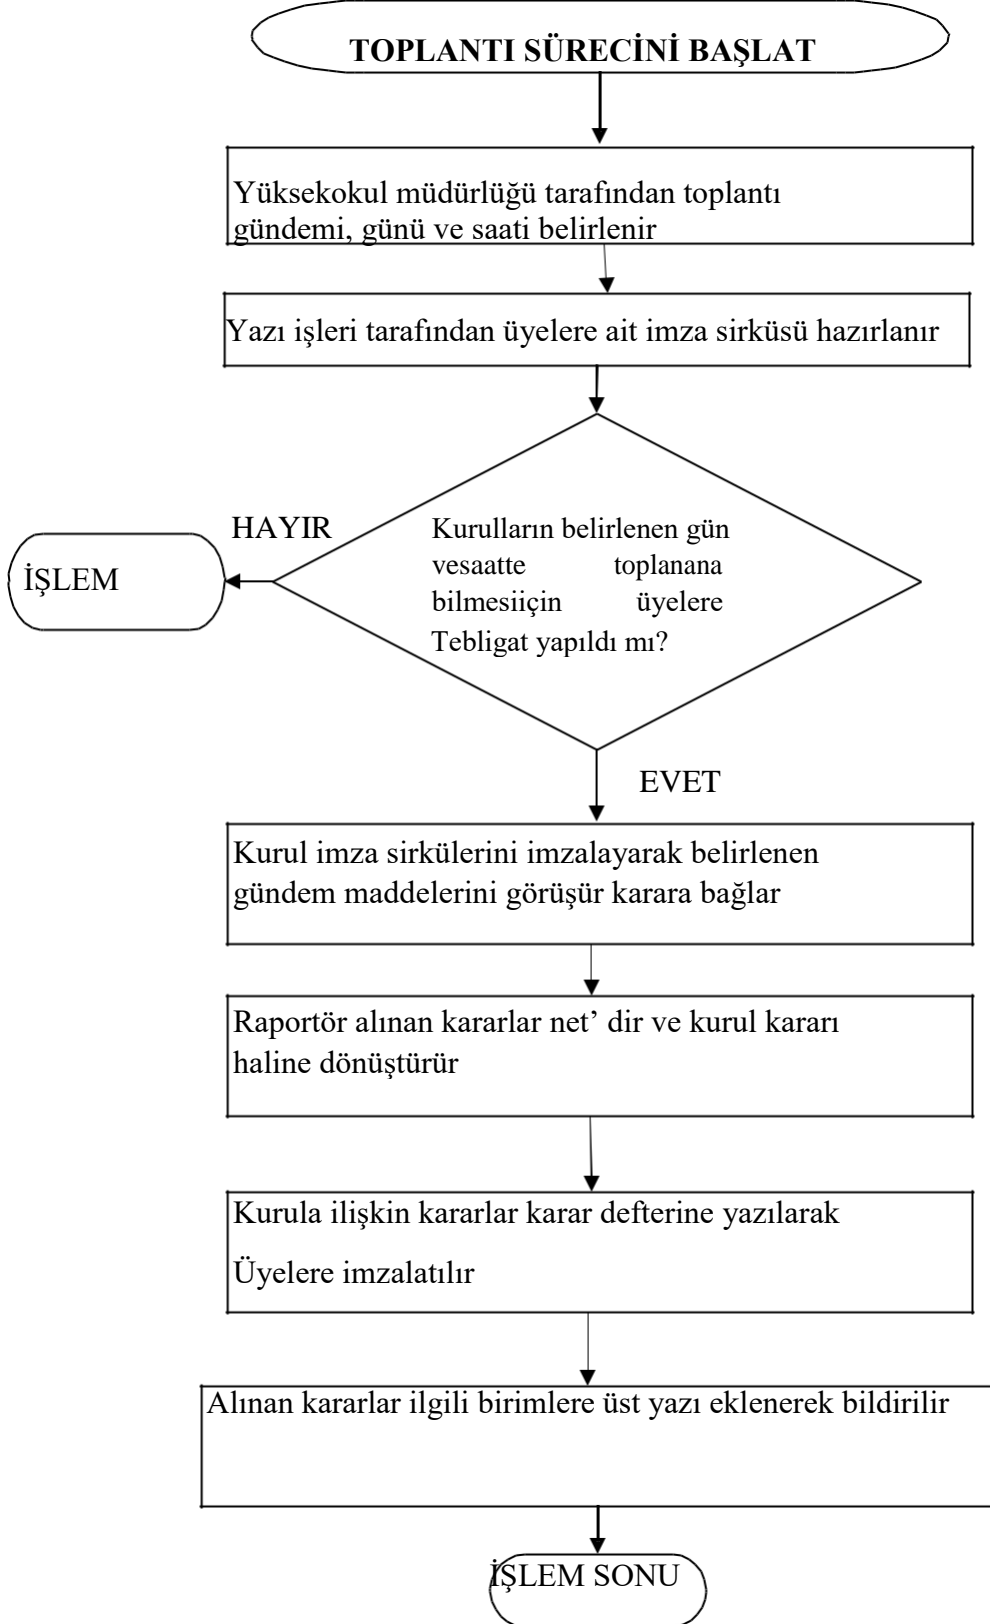 TOPLANTI SÜRECİNİ BAŞLAT
Yüksekokul müdürlüğü tarafından toplantı
gündemi, günü ve saati belirlenir
Yazı işleri tarafından üyelere ait imza sirküsü hazırlanır
HAYIR
İŞLEM
Kurulların belirlenen gün
vesaatte toplanana
bilmesiiçin üyelere
Tebligat yapıldı mı?
EVET
Kurul imza sirkülerini imzalayarak belirlenen
gündem maddelerini görüşür karara bağlar
Raportör alınan kararlar net’ dir ve kurul kararı
haline dönüştürür
Kurula ilişkin kararlar karar defterine yazılarak
Üyelere imzalatılır
Alınan kararlar ilgili birimlere üst yazı eklenerek bildirilir
İŞLEM SONU